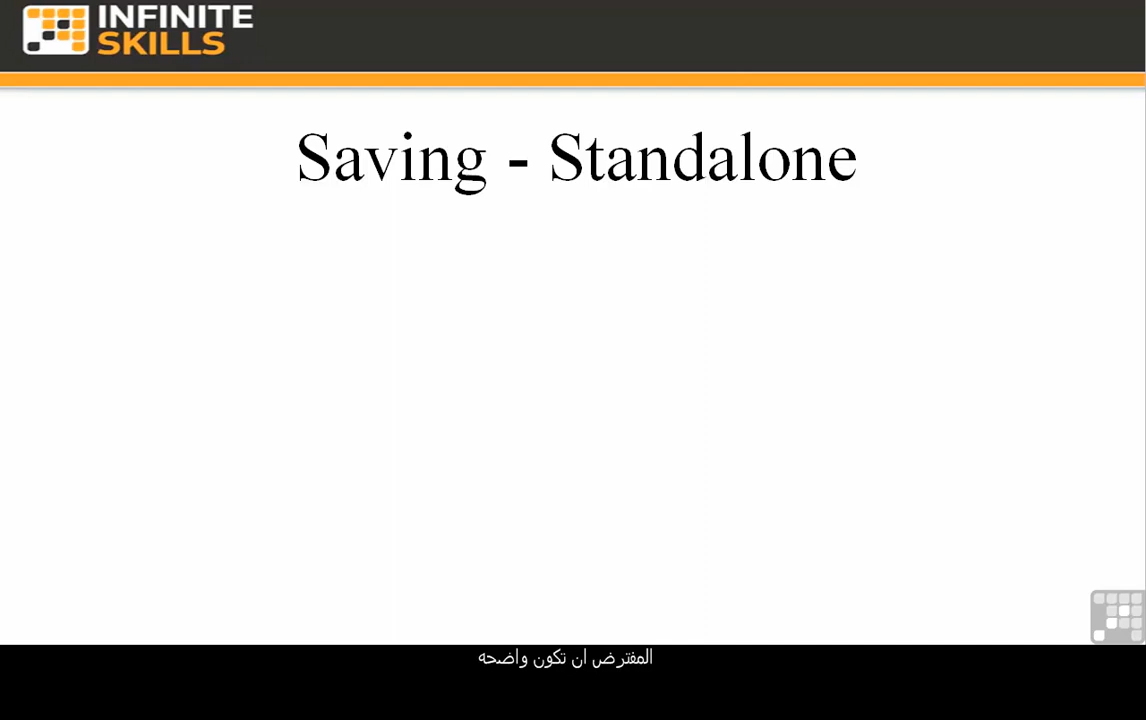 INFINITE
SKILLS
Saving - Standalone
المفترض ان تكون واضحه